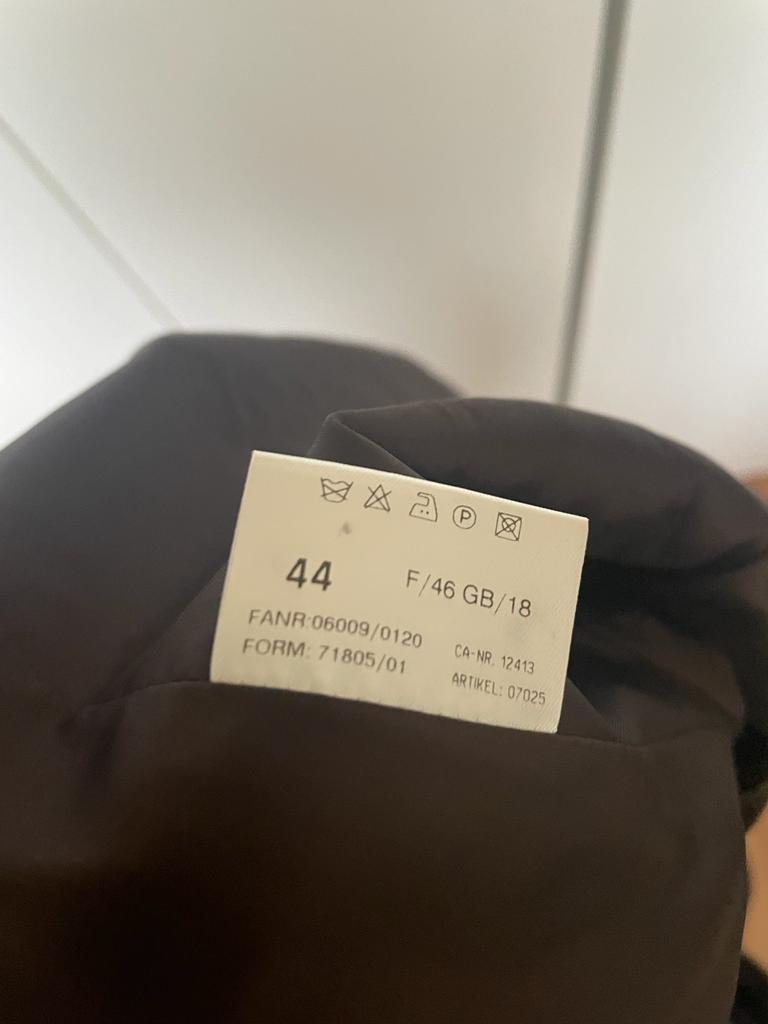 P
44 F/46 GB/18
FANR:06009/0120
FORM: 71805/01
CA-NR. 12413
ARTIKEL: 07025